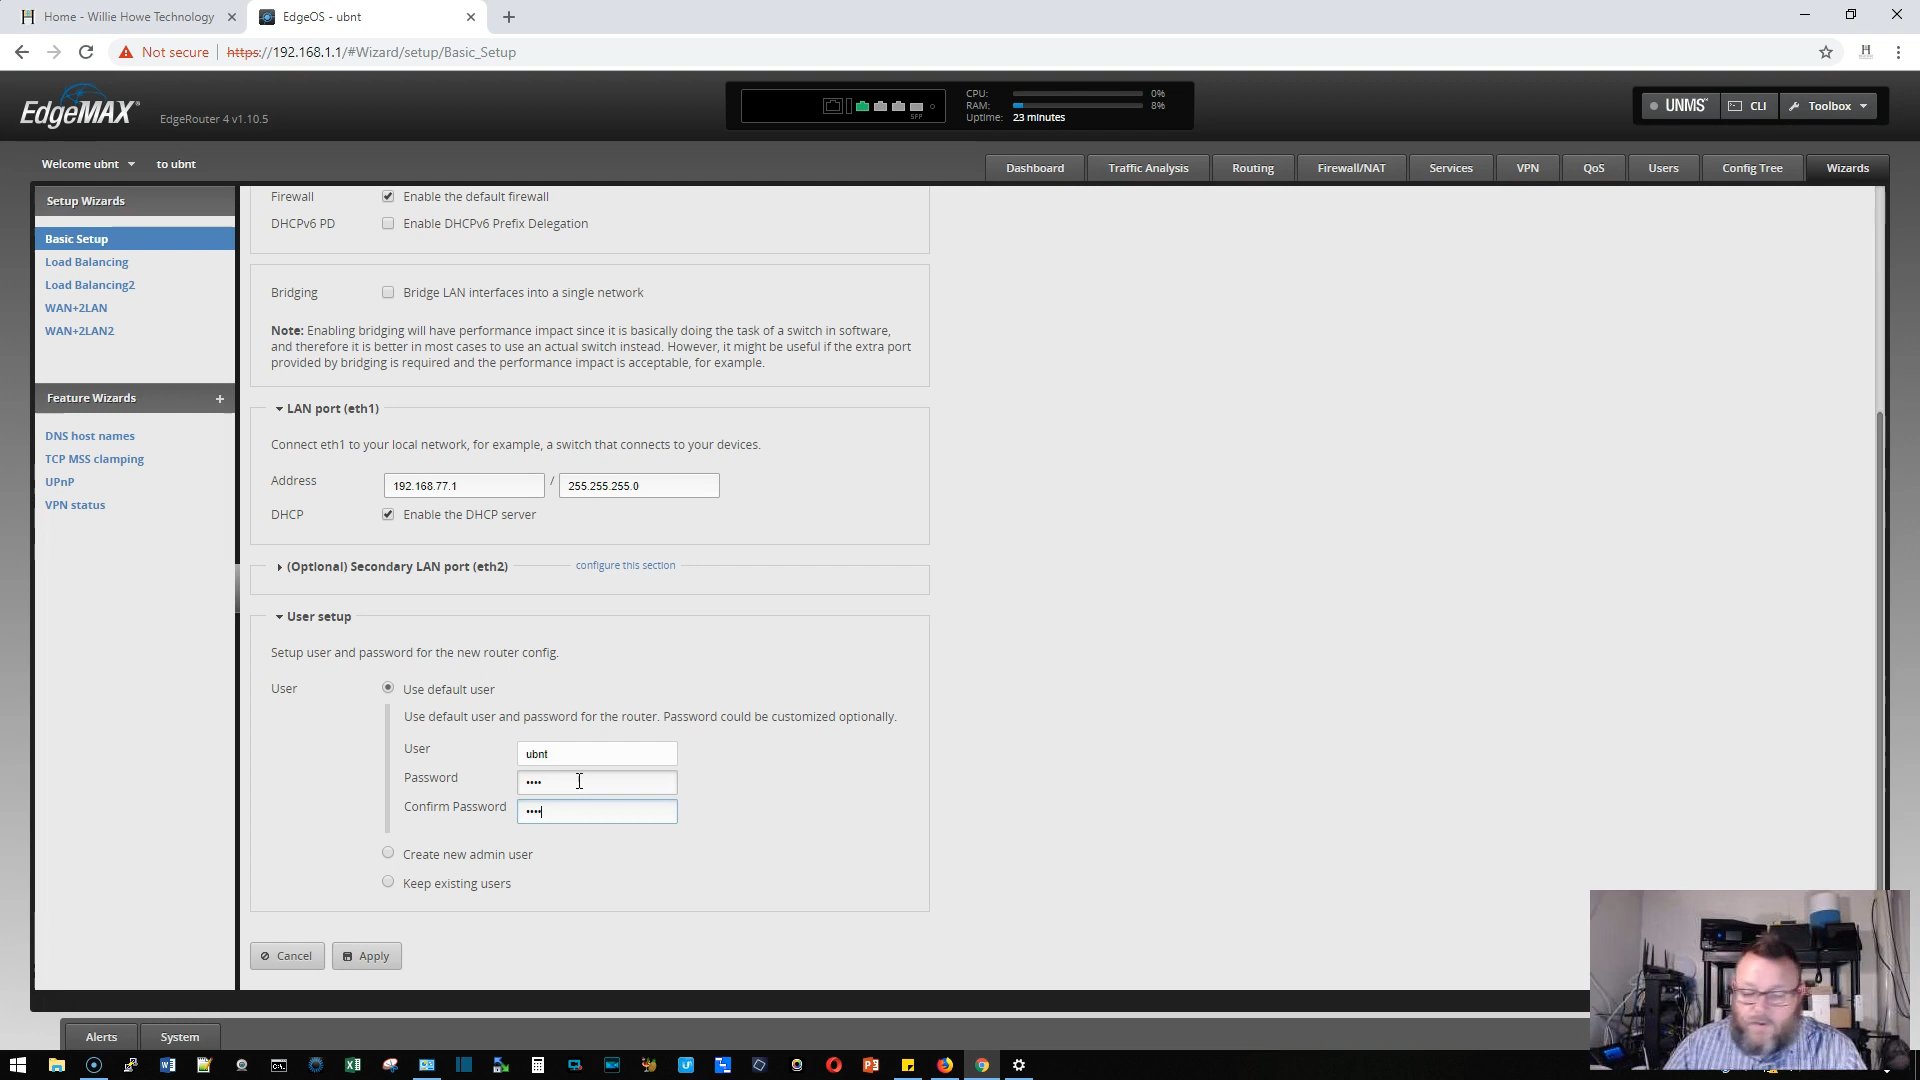 Home - Willie Howe Technology
EdgeOS - ubnt
Not secure
https://192.168.1.1/#Wizard/setup/Basic_Setup
EdgeMAX
EdgeRouter 4 v1.10.5
SFP
CPU: 0%
RAM: 8%
Uptime: 23 minutes
UNMS
CLI
Toolbox
Welcome ubnt
to ubnt
Dashboard
Traffic Analysis
Routing
Firewall/NAT
Services
VPN
QoS
Users
Config Tree
Wizards
Setup Wizards
Basic Setup
Load Balancing
Load Balancing2
WAN+2LAN
WAN+2LAN2
Feature Wizards +
DNS host names
TCP MSS clamping
UPnP
VPN status
Firewall Enable the default firewall
DHCPv6 PD Enable DHCPv6 Prefix Delegation
Bridging Bridge LAN interfaces into a single network
Note: Enabling bridging will have performance impact since it is basically doing the task of a switch in software,
and therefore it is better in most cases to use an actual switch instead. However, it might be useful if the extra port
provided by bridging is required and the performance impact is acceptable, for example.
LAN port (eth1)
Connect eth1 to your local network, for example, a switch that connects to your devices.
Address 192.168.77.1 / 255.255.255.0
DHCP Enable the DHCP server
(Optional) Secondary LAN port (eth2) configure this section
User setup
Setup user and password for the new router config.
User Use default user
Use default user and password for the router. Password could be customized optionally.
User ubnt
Password ••••
Confirm Password ••••
Create new admin user
Keep existing users
Cancel
Apply
Alerts
System